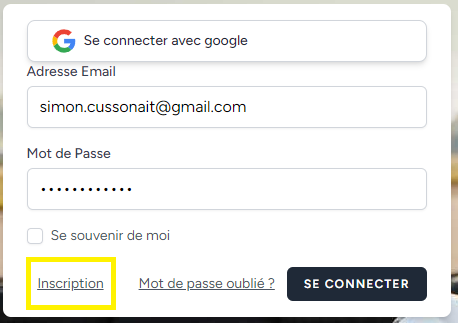 Se connecter avec google
Adresse Email
simon.cussonait@gmail.com
Mot de Passe
••••••••••••
Se souvenir de moi
Inscription Mot de passe oublié ? SE CONNECTER